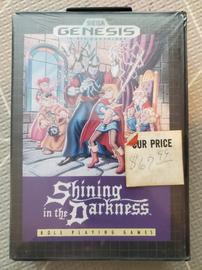 SEGA
GENESIS
OUR PRICE
$67.99
Shining
in the Darkness
ROLE PLAYING GAMES